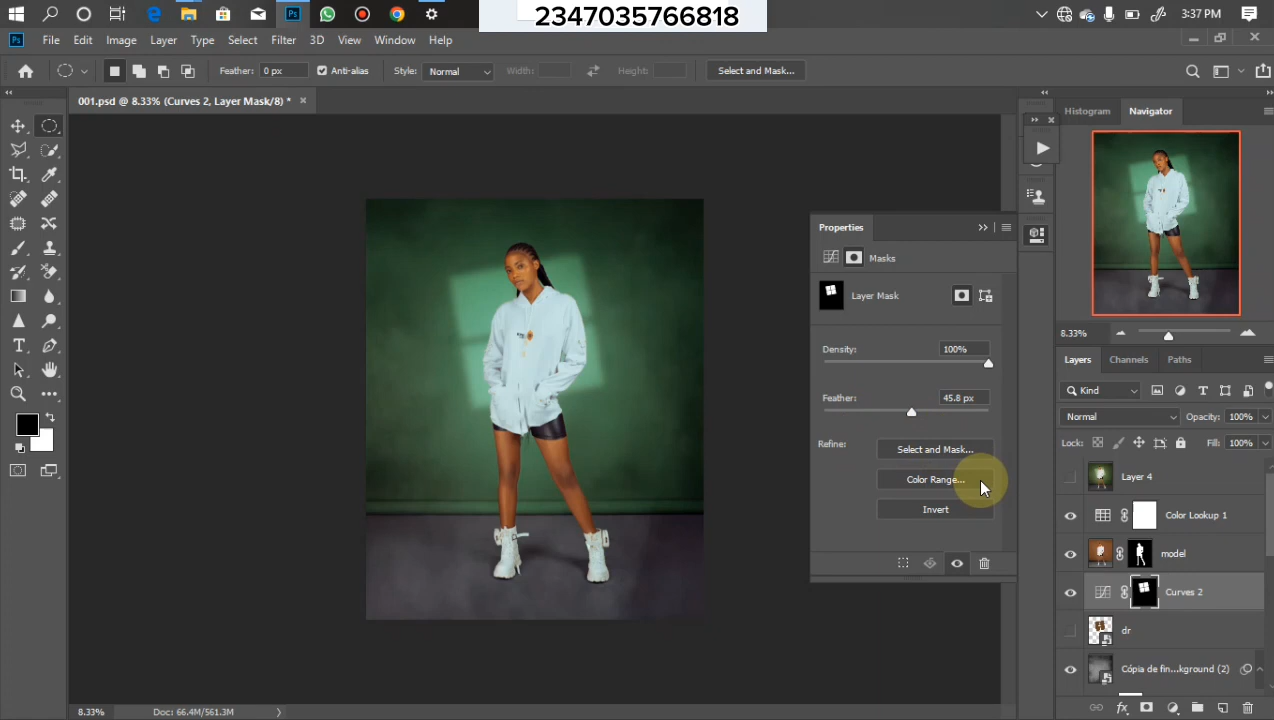 2347035766818
3:37 PM
File Edit Image Layer Type Select Filter 3D View Window Help
Feather: 0 px Anti-alias Style: Normal Width: Height: Select and Mask...
001.psd @ 8.33% (Curves 2, Layer Mask/8) *
Histogram Navigator
Properties
Masks
Layer Mask
Density: 100%
Feather: 45.8 px
Refine: Select and Mask...
Color Range...
Invert
8.33%
Layers Channels Paths
Kind
Normal Opacity: 100%
Lock: Fill: 100%
Layer 4
Color Lookup 1
model
Curves 2
dr
Cópia de fin...kground (2)
8.33% Doc: 66.4M/561.3M